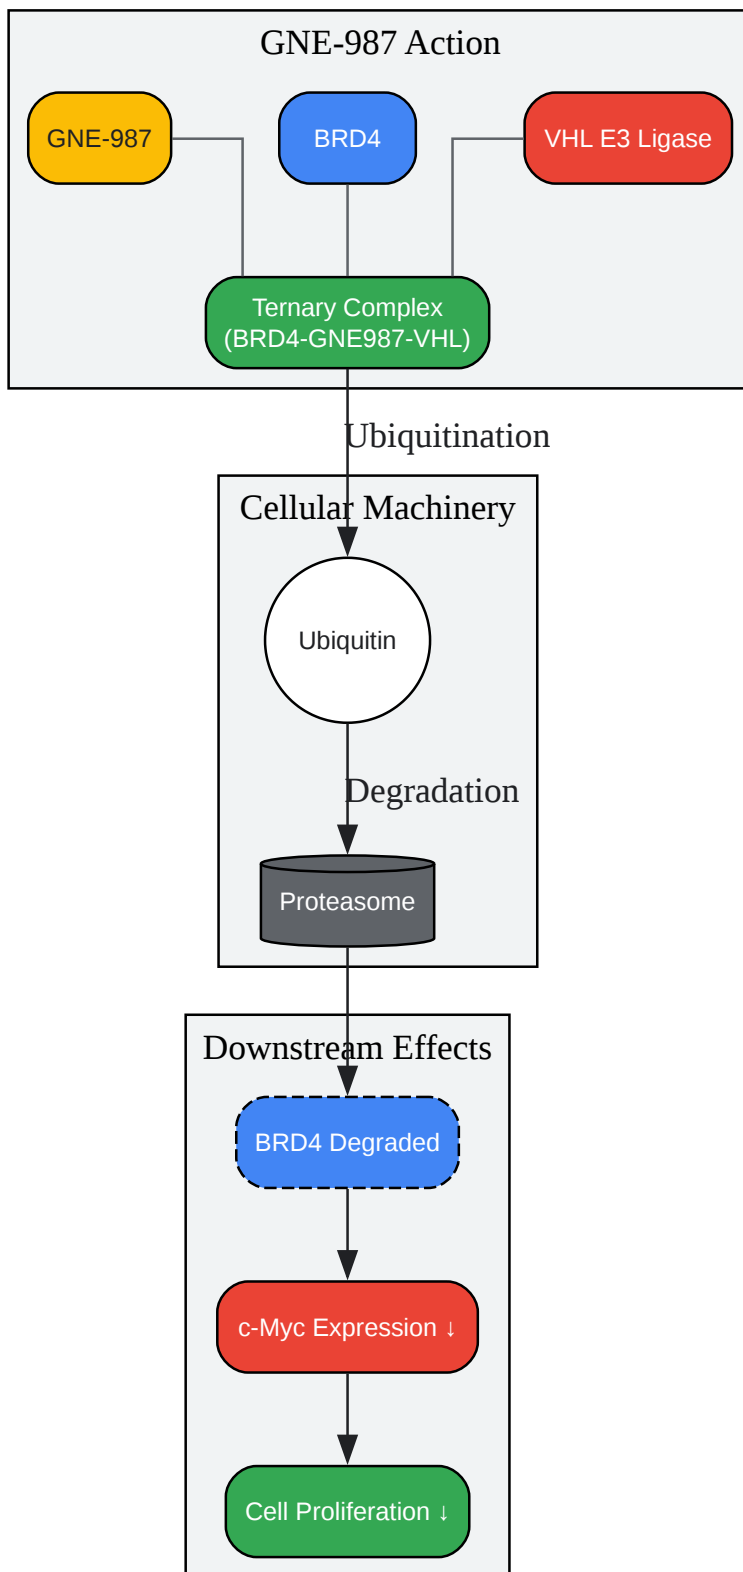 GNE-987 Action
GNE-987
BRD4
VHL E3 Ligase
Ternary Complex
(BRD4-GNE987-VHL)
Ubiquitination
Cellular Machinery
Ubiquitin
Degradation
Proteasome
Downstream Effects
BRD4 Degraded
c-Myc Expression ↓
Cell Proliferation ↓